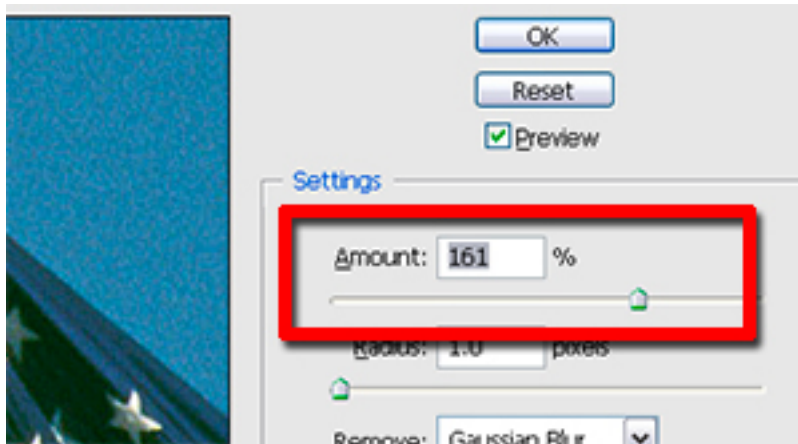 OK
Reset
Preview
Settings
Amount: 161 %
Radius: 1.0 pixels
Remove: Gaussian Blur